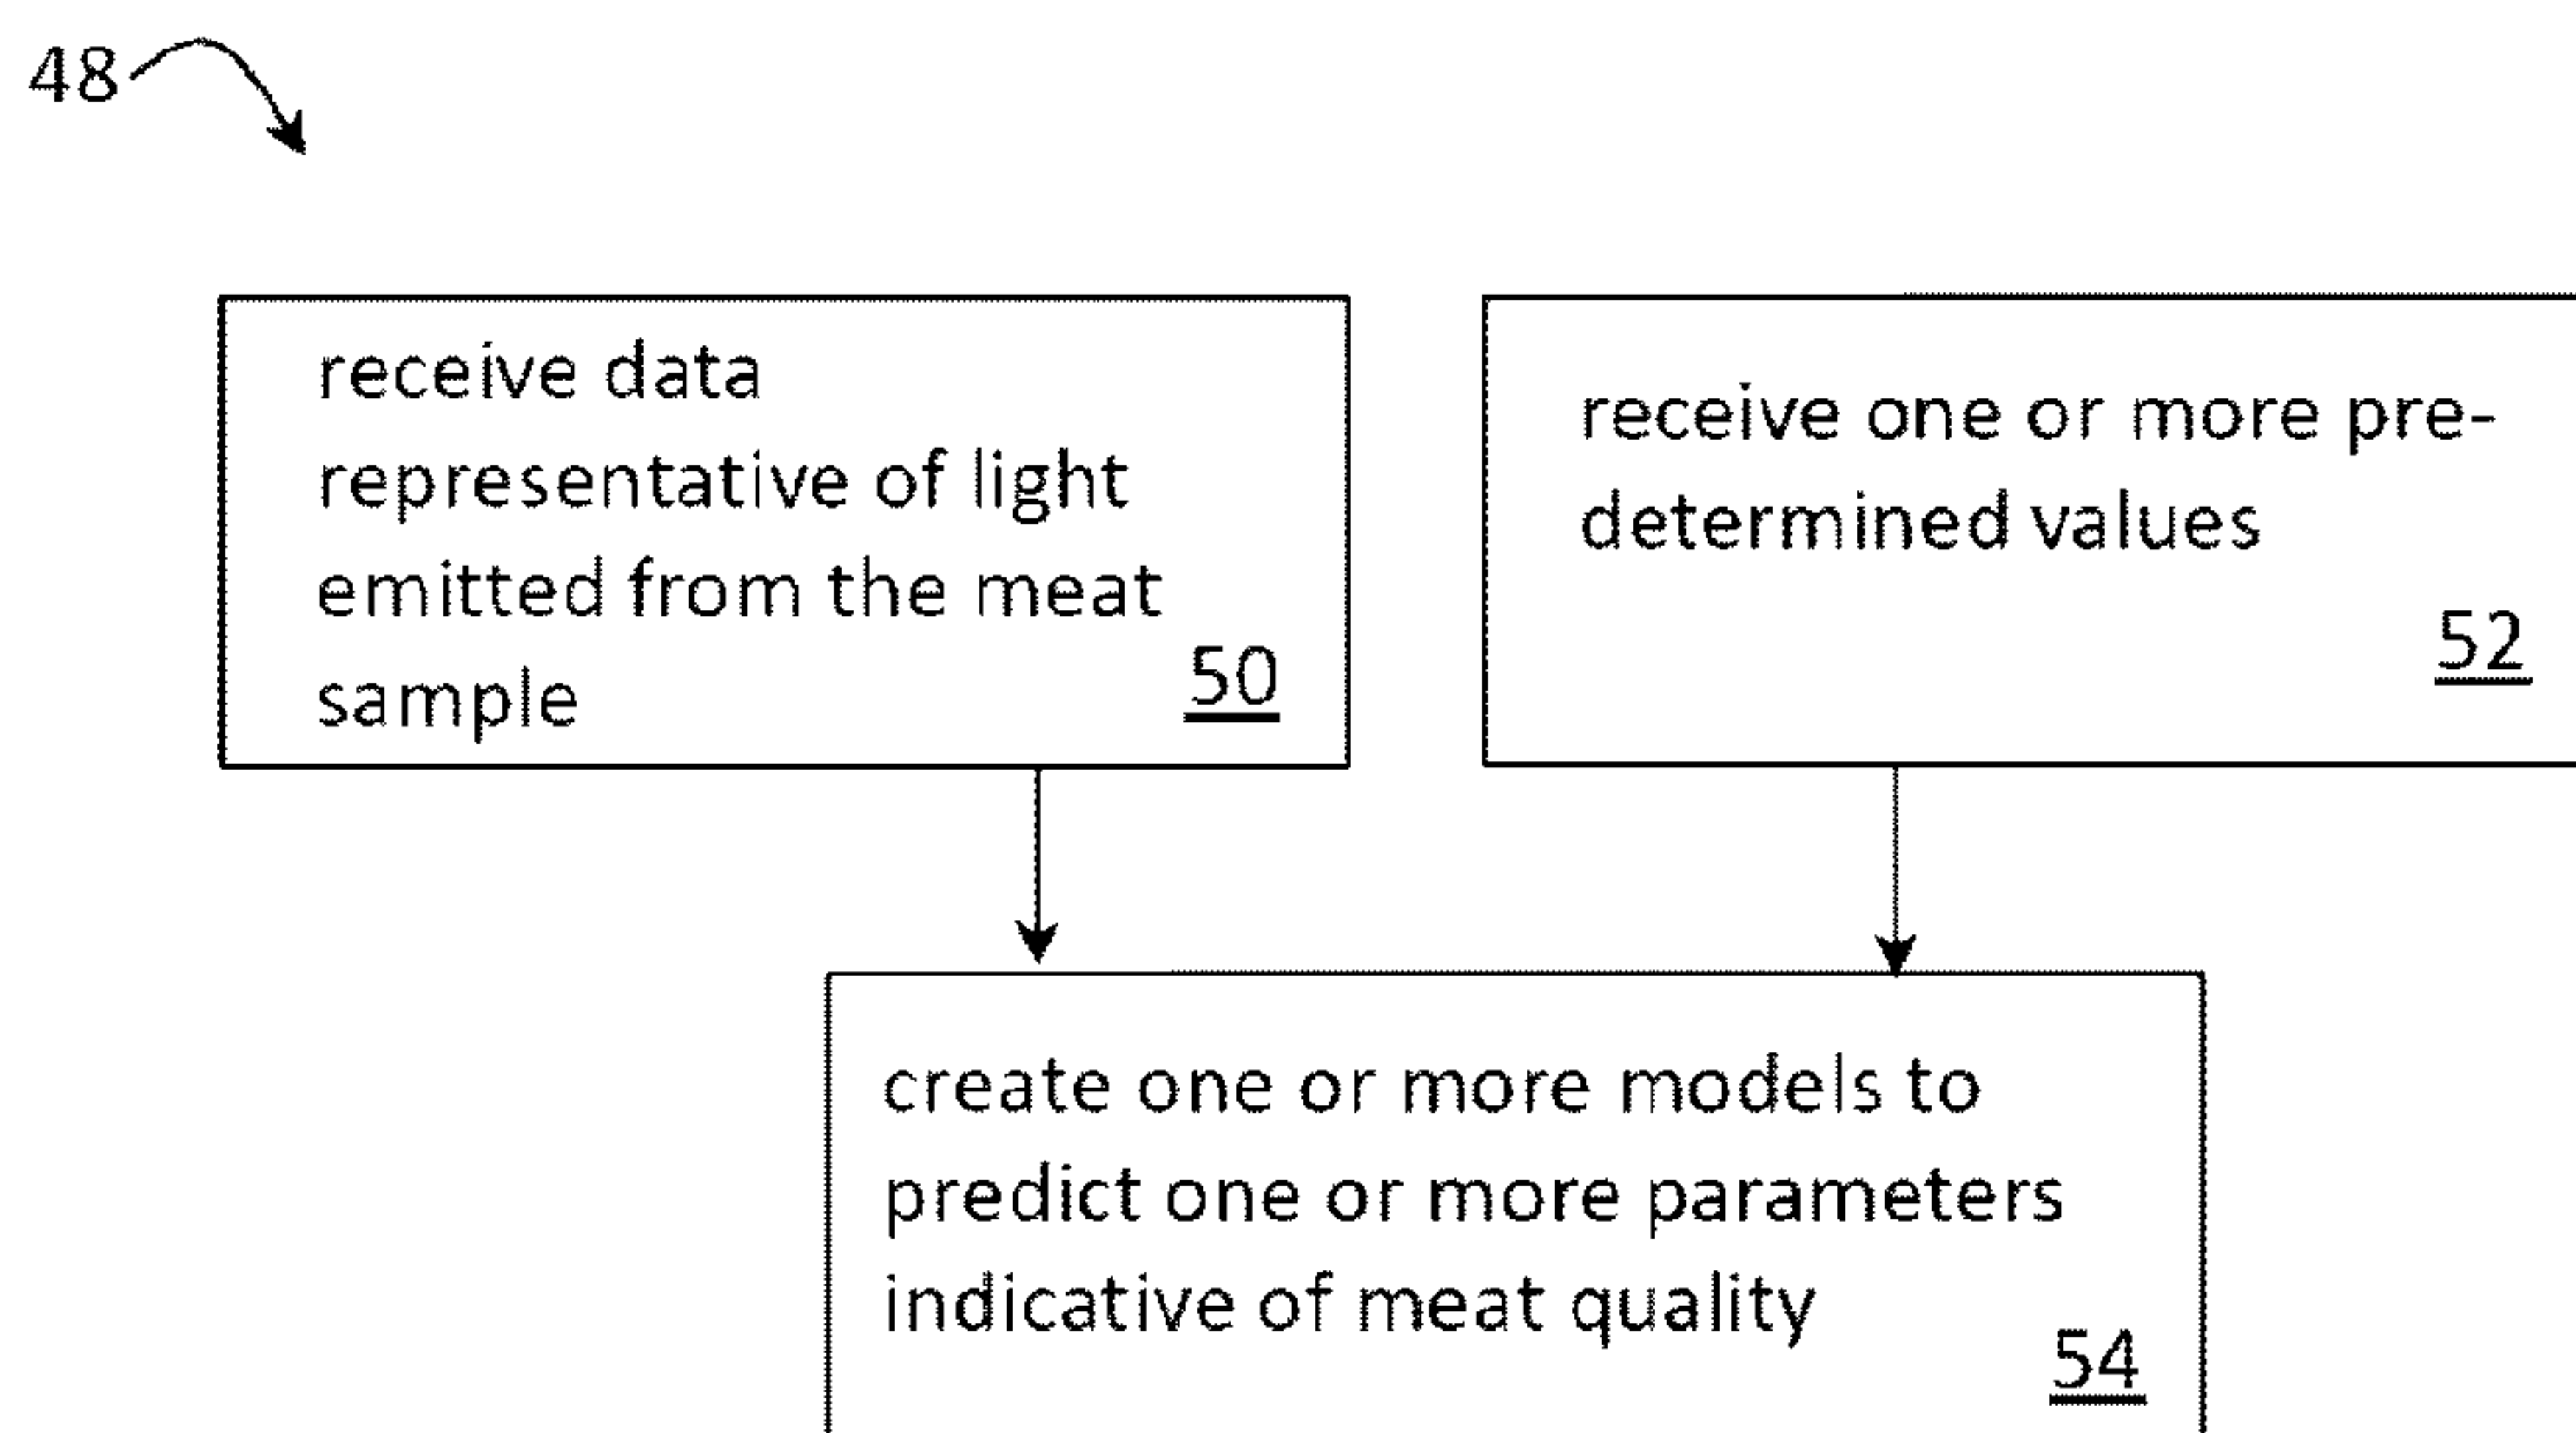 48
receive data
representative of light
emitted from the meat
sample
50
receive one or more pre-
determined values
52
create one or more models to
predict one or more parameters
indicative of meat quality
54